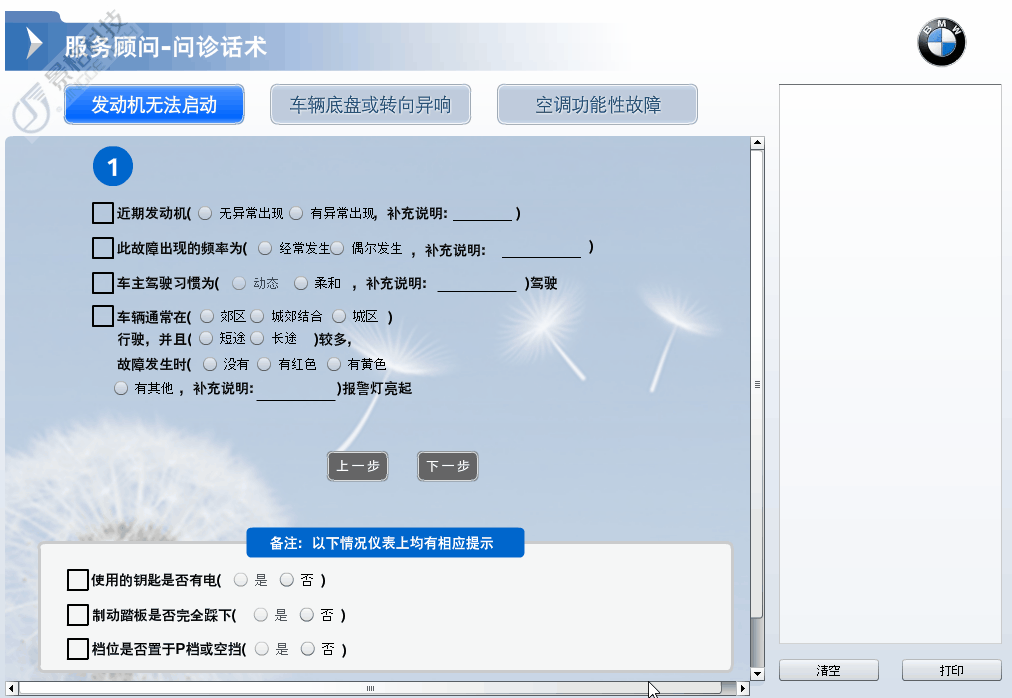 服务顾问-问诊话术
BMW
发动机无法启动
车辆底盘或转向异响
空调功能性故障
1
近期发动机( 无异常出现 有异常出现, 补充说明: ______ )
此故障出现的频率为( 经常发生 偶尔发生 , 补充说明: ________ )
车主驾驶习惯为( 动态 柔和 , 补充说明: ________ )驾驶
车辆通常在( 郊区 城郊结合 城区 )
行驶, 并且( 短途 长途 )较多,
故障发生时( 没有 有红色 有黄色
有其他 , 补充说明: ________ )报警灯亮起
上一步
下一步
备注: 以下情况仪表上均有相应提示
使用的钥匙是否有电( 是 否 )
制动踏板是否完全踩下( 是 否 )
档位是否置于P档或空挡( 是 否 )
清空
打印